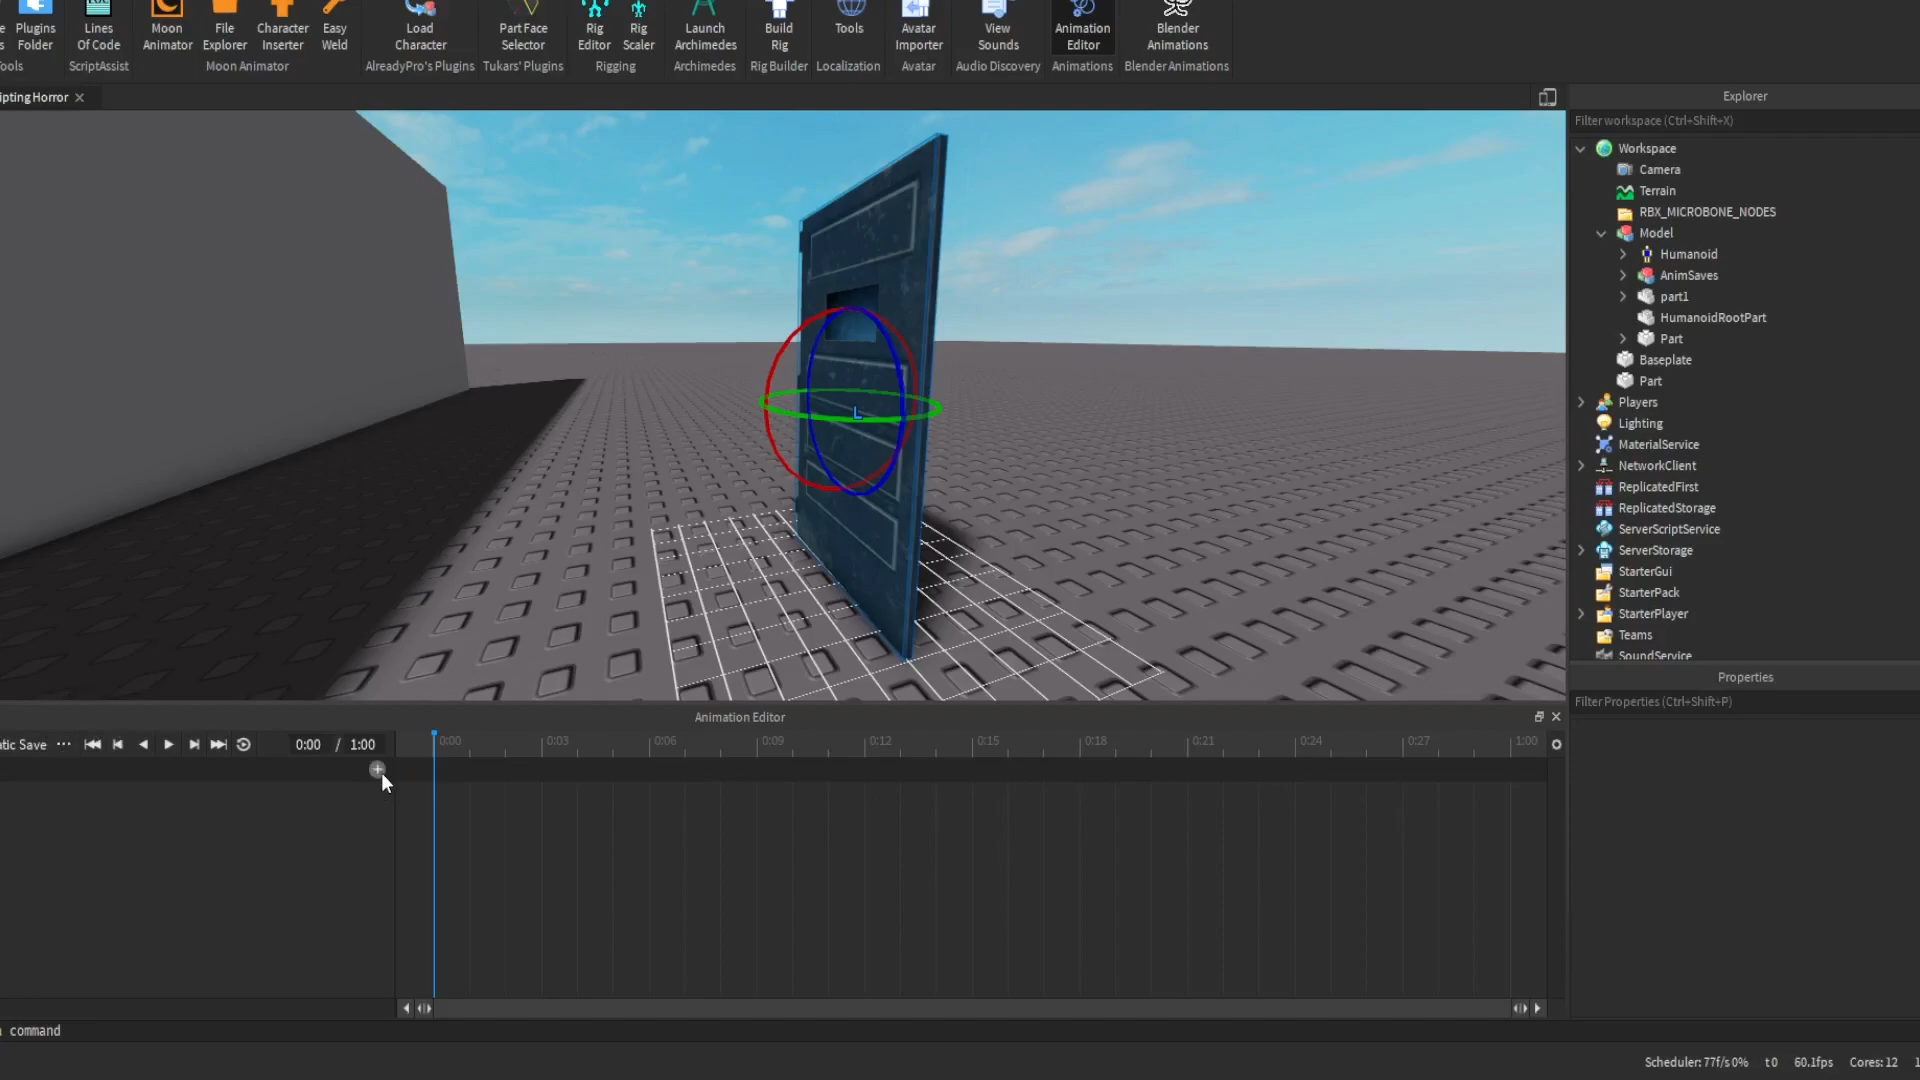 Plugins Folder
Lines Of Code
Moon Animator
File Explorer
Character Inserter
Easy Weld
Load Character
Part Face Selector
Rig Editor
Rig Scaler
Launch Archimedes
Build Rig
Tools
Avatar Importer
View Sounds
Animation Editor
Blender Animations
ools ScriptAssist Moon Animator AlreadyPro's Plugins Tukars' Plugins Rigging Archimedes Rig Builder Localization Avatar Audio Discovery Animations Blender Animations
ipting Horror
Explorer
Filter workspace (Ctrl+Shift+X)
Workspace
Camera
Terrain
RBX_MICROBONE_NODES
Model
Humanoid
AnimSaves
part1
HumanoidRootPart
Part
Baseplate
Part
Players
Lighting
MaterialService
NetworkClient
ReplicatedFirst
ReplicatedStorage
ServerScriptService
ServerStorage
StarterGui
StarterPack
StarterPlayer
Teams
SoundService
Properties
Filter Properties (Ctrl+Shift+P)
L
Animation Editor
atic Save ··· 0:00 / 1:00
0:00 0:03 0:06 0:09 0:12 0:15 0:18 0:21 0:24 0:27 1:00
command
Scheduler: 77f/s 0% t 0 60.1fps Cores: 12